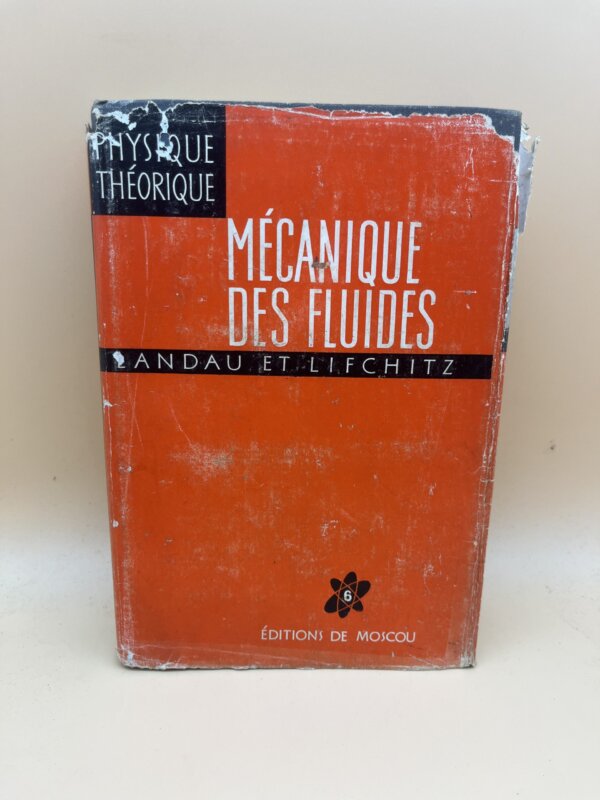 PHYSIQUE
THÉORIQUE
MÉCANIQUE
DES FLUIDES
LANDAU ET LIFCHITZ
6
ÉDITIONS DE MOSCOU